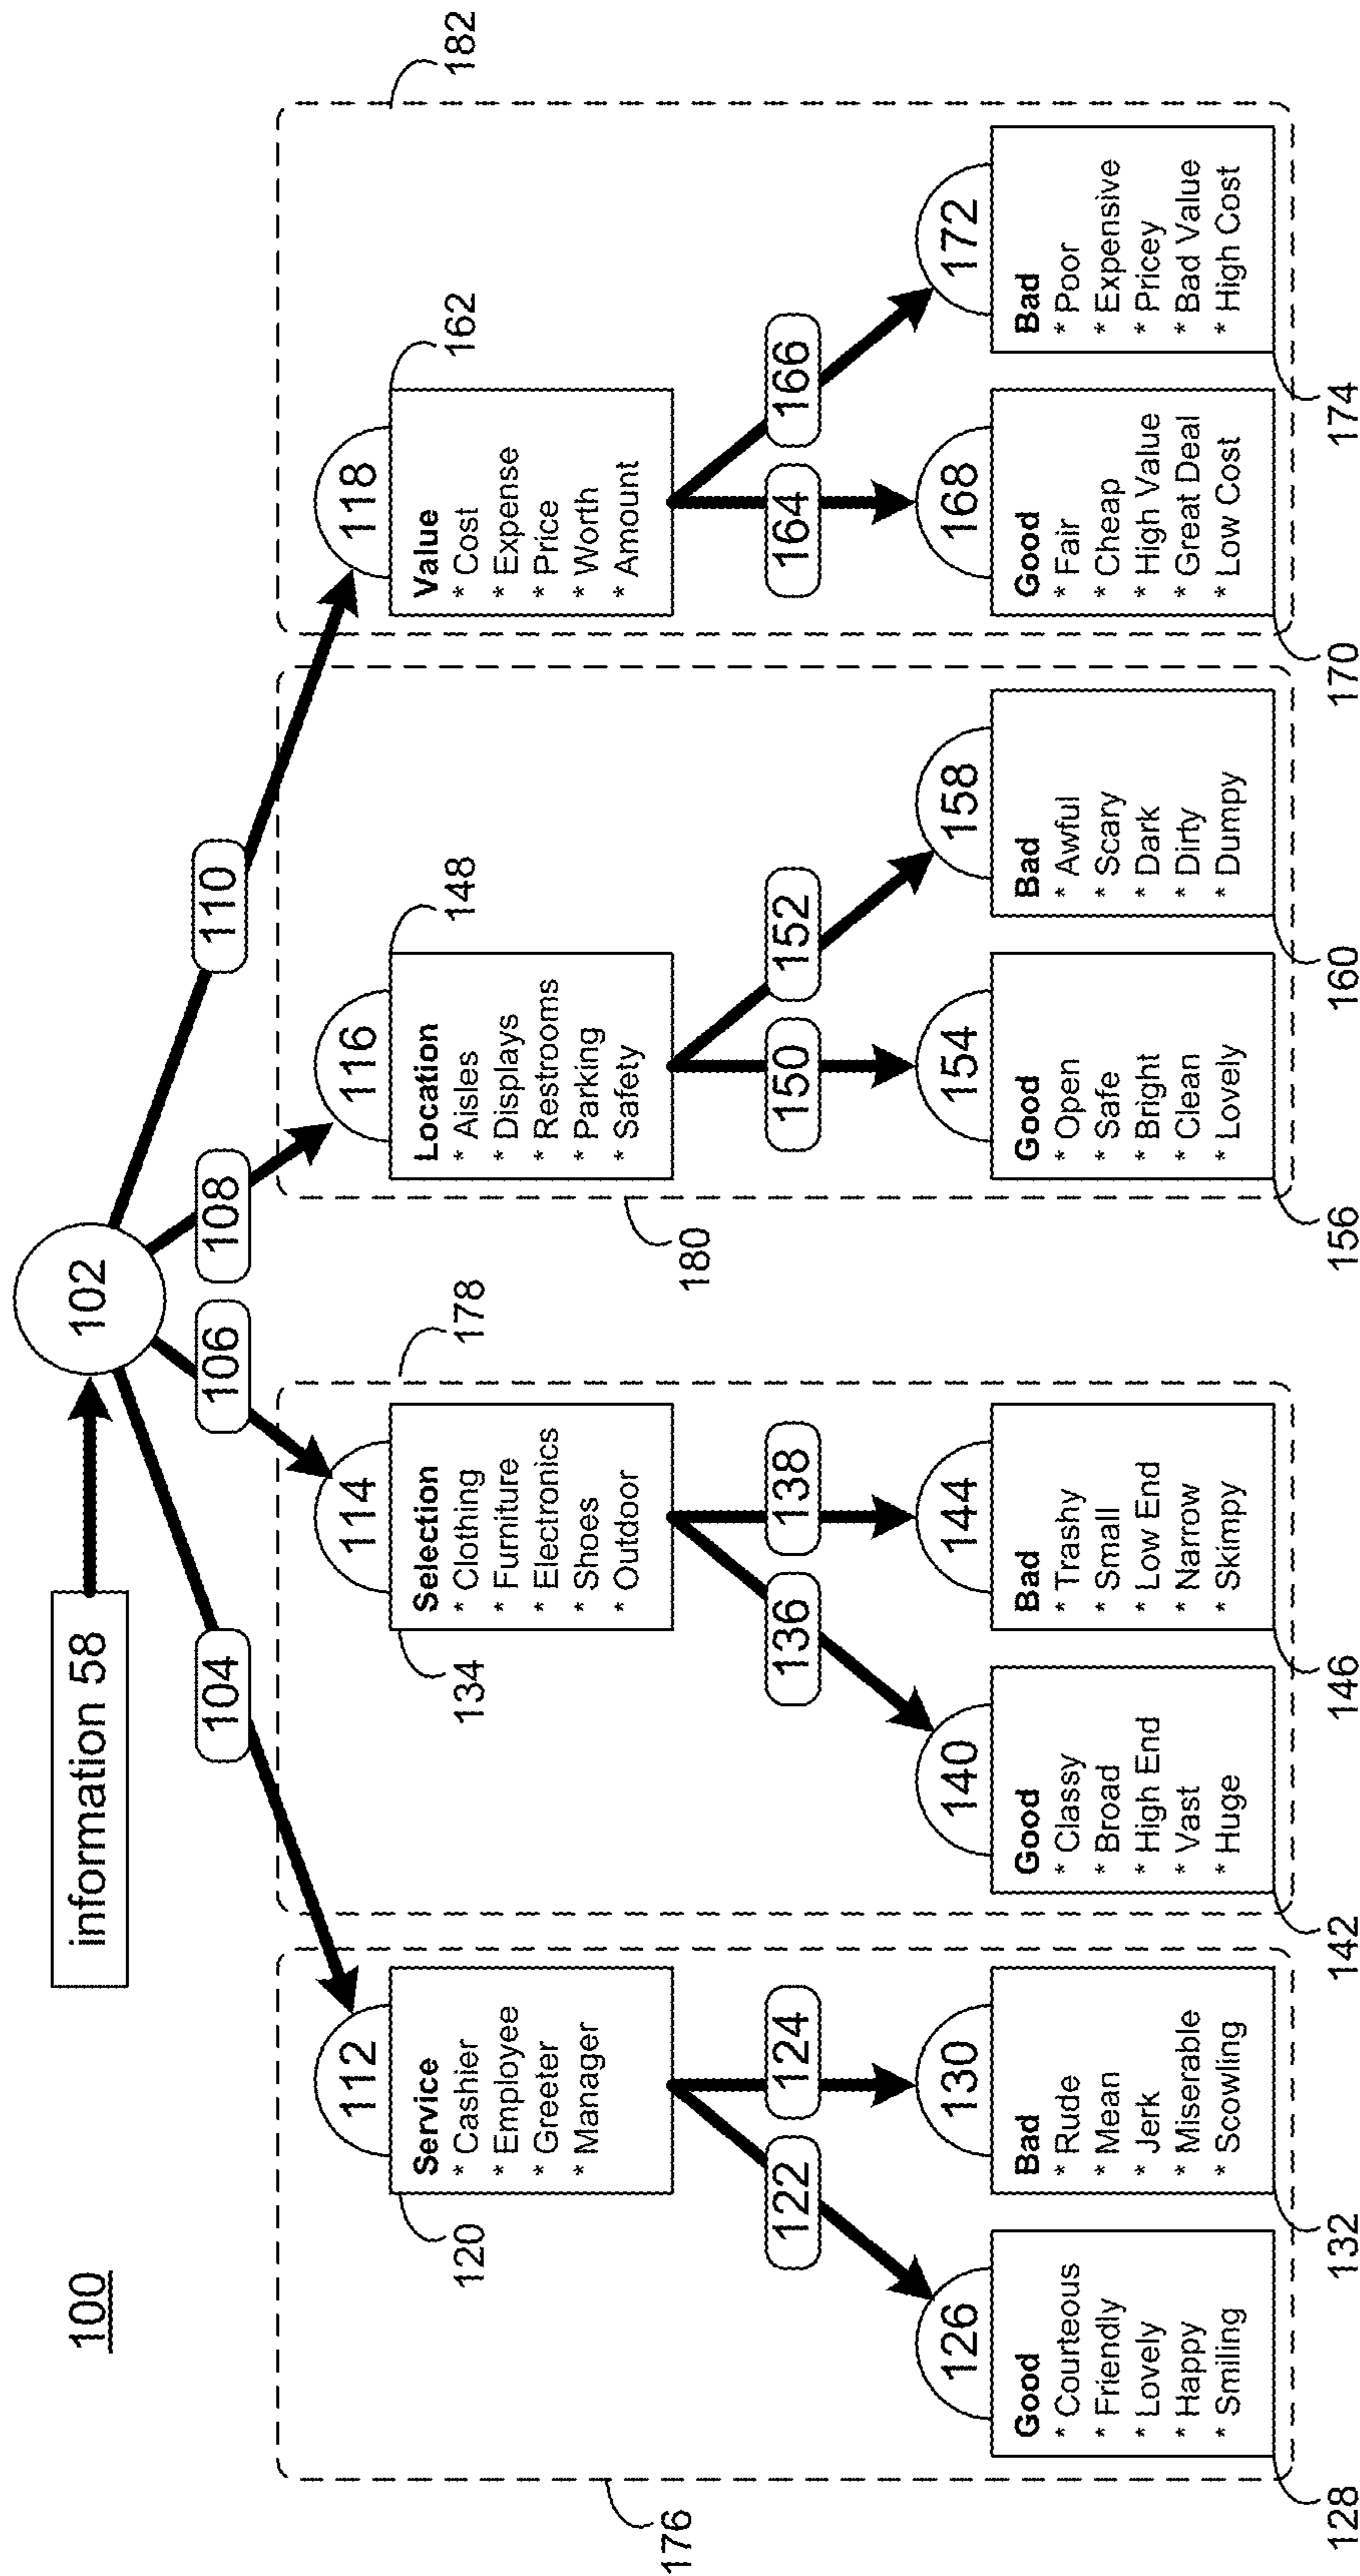 100
information 58
102
104
106
108
110
182
176
112
120
Service
* Cashier
* Employee
* Greeter
* Manager
122
124
126
Good
* Courteous
* Friendly
* Lovely
* Happy
* Smiling
128
130
Bad
* Rude
* Mean
* Jerk
* Miserable
* Scowling
132
178
114
134
Selection
* Clothing
* Furniture
* Electronics
* Shoes
* Outdoor
136
138
140
Good
* Classy
* Broad
* High End
* Vast
* Huge
142
144
Bad
* Trashy
* Small
* Low End
* Narrow
* Skimpy
146
180
116
148
Location
* Aisles
* Displays
* Restrooms
* Parking
* Safety
150
152
154
Good
* Open
* Safe
* Bright
* Clean
* Lovely
156
158
Bad
* Awful
* Scary
* Dark
* Dirty
* Dumpy
160
118
162
Value
* Cost
* Expense
* Price
* Worth
* Amount
164
166
168
Good
* Fair
* Cheap
* High Value
* Great Deal
* Low Cost
170
172
Bad
* Poor
* Expensive
* Pricey
* Bad Value
* High Cost
174